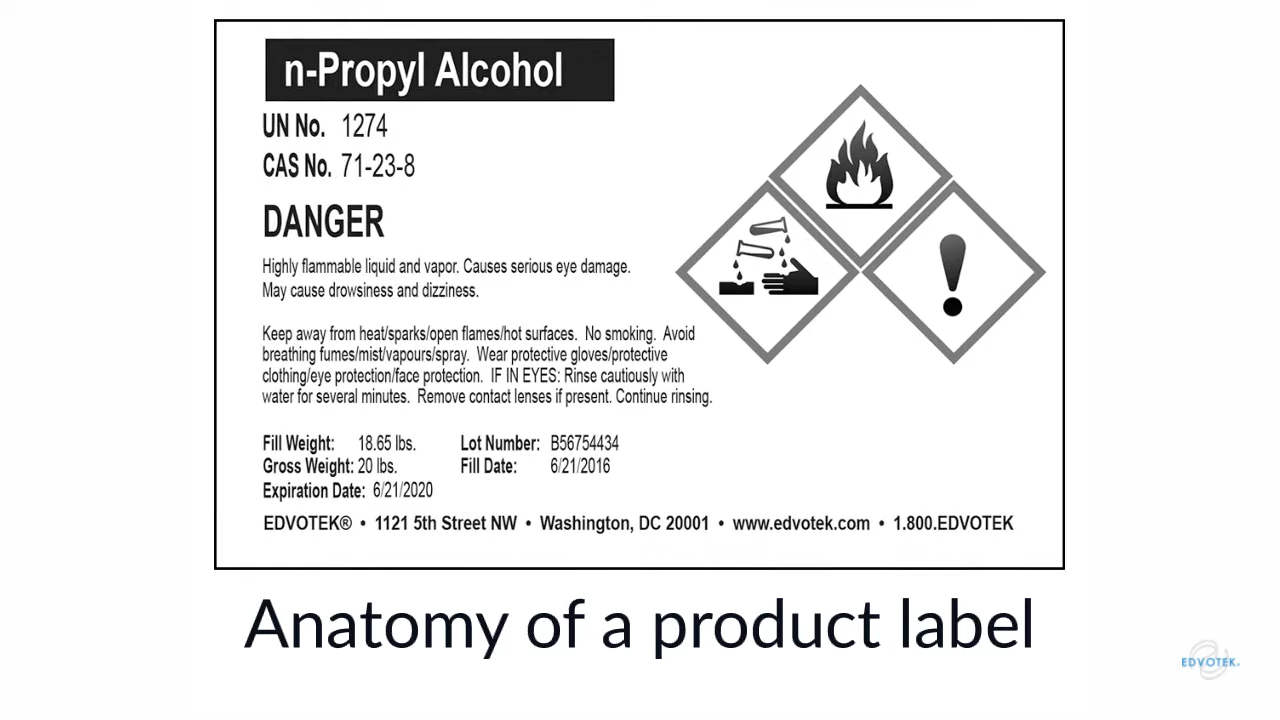 n-Propyl Alcohol
UN No. 1274
CAS No. 71-23-8
DANGER
Highly flammable liquid and vapor. Causes serious eye damage.
May cause drowsiness and dizziness.
Keep away from heat/sparks/open flames/hot surfaces. No smoking. Avoid
breathing fumes/mist/vapours/spray. Wear protective gloves/protective
clothing/eye protection/face protection. IF IN EYES: Rinse cautiously with
water for several minutes. Remove contact lenses if present. Continue rinsing.
Fill Weight: 18.65 lbs. Lot Number: B56754434
Gross Weight: 20 lbs. Fill Date: 6/21/2016
Expiration Date: 6/21/2020
EDVOTEK® • 1121 5th Street NW • Washington, DC 20001 • www.edvotek.com • 1.800.EDVOTEK
Anatomy of a product label
EDVOTEK